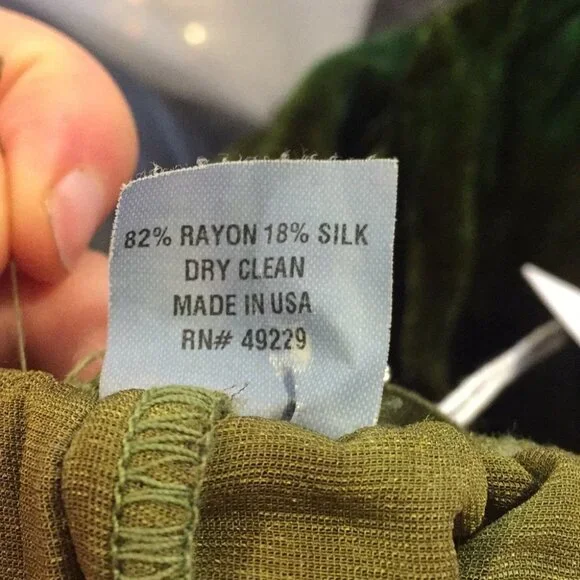 82% RAYON 18% SILK
DRY CLEAN
MADE IN USA
RN# 49229